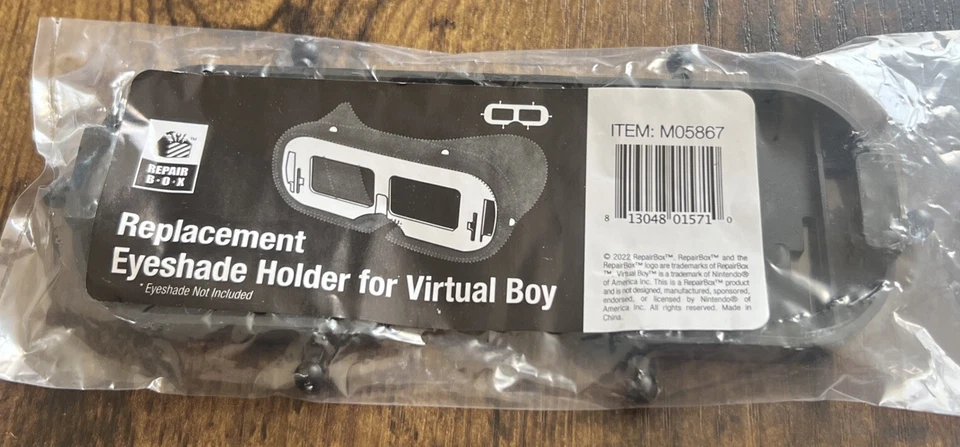 REPAIR
B·O·X
™
Replacement
Eyeshade Holder for Virtual Boy
* Eyeshade Not Included
ITEM: M05867
8 13048 01571 0
© 2022 RepairBox™, RepairBox™ and the
RepairBox™ logo are trademarks of RepairBox
™. Virtual Boy™ is a trademark of Nintendo®
of America Inc. This is a RepairBox™ product
and is not designed, manufactured, sponsored,
endorsed, or licensed by Nintendo® of
America Inc. All rights reserved. Made in
China.